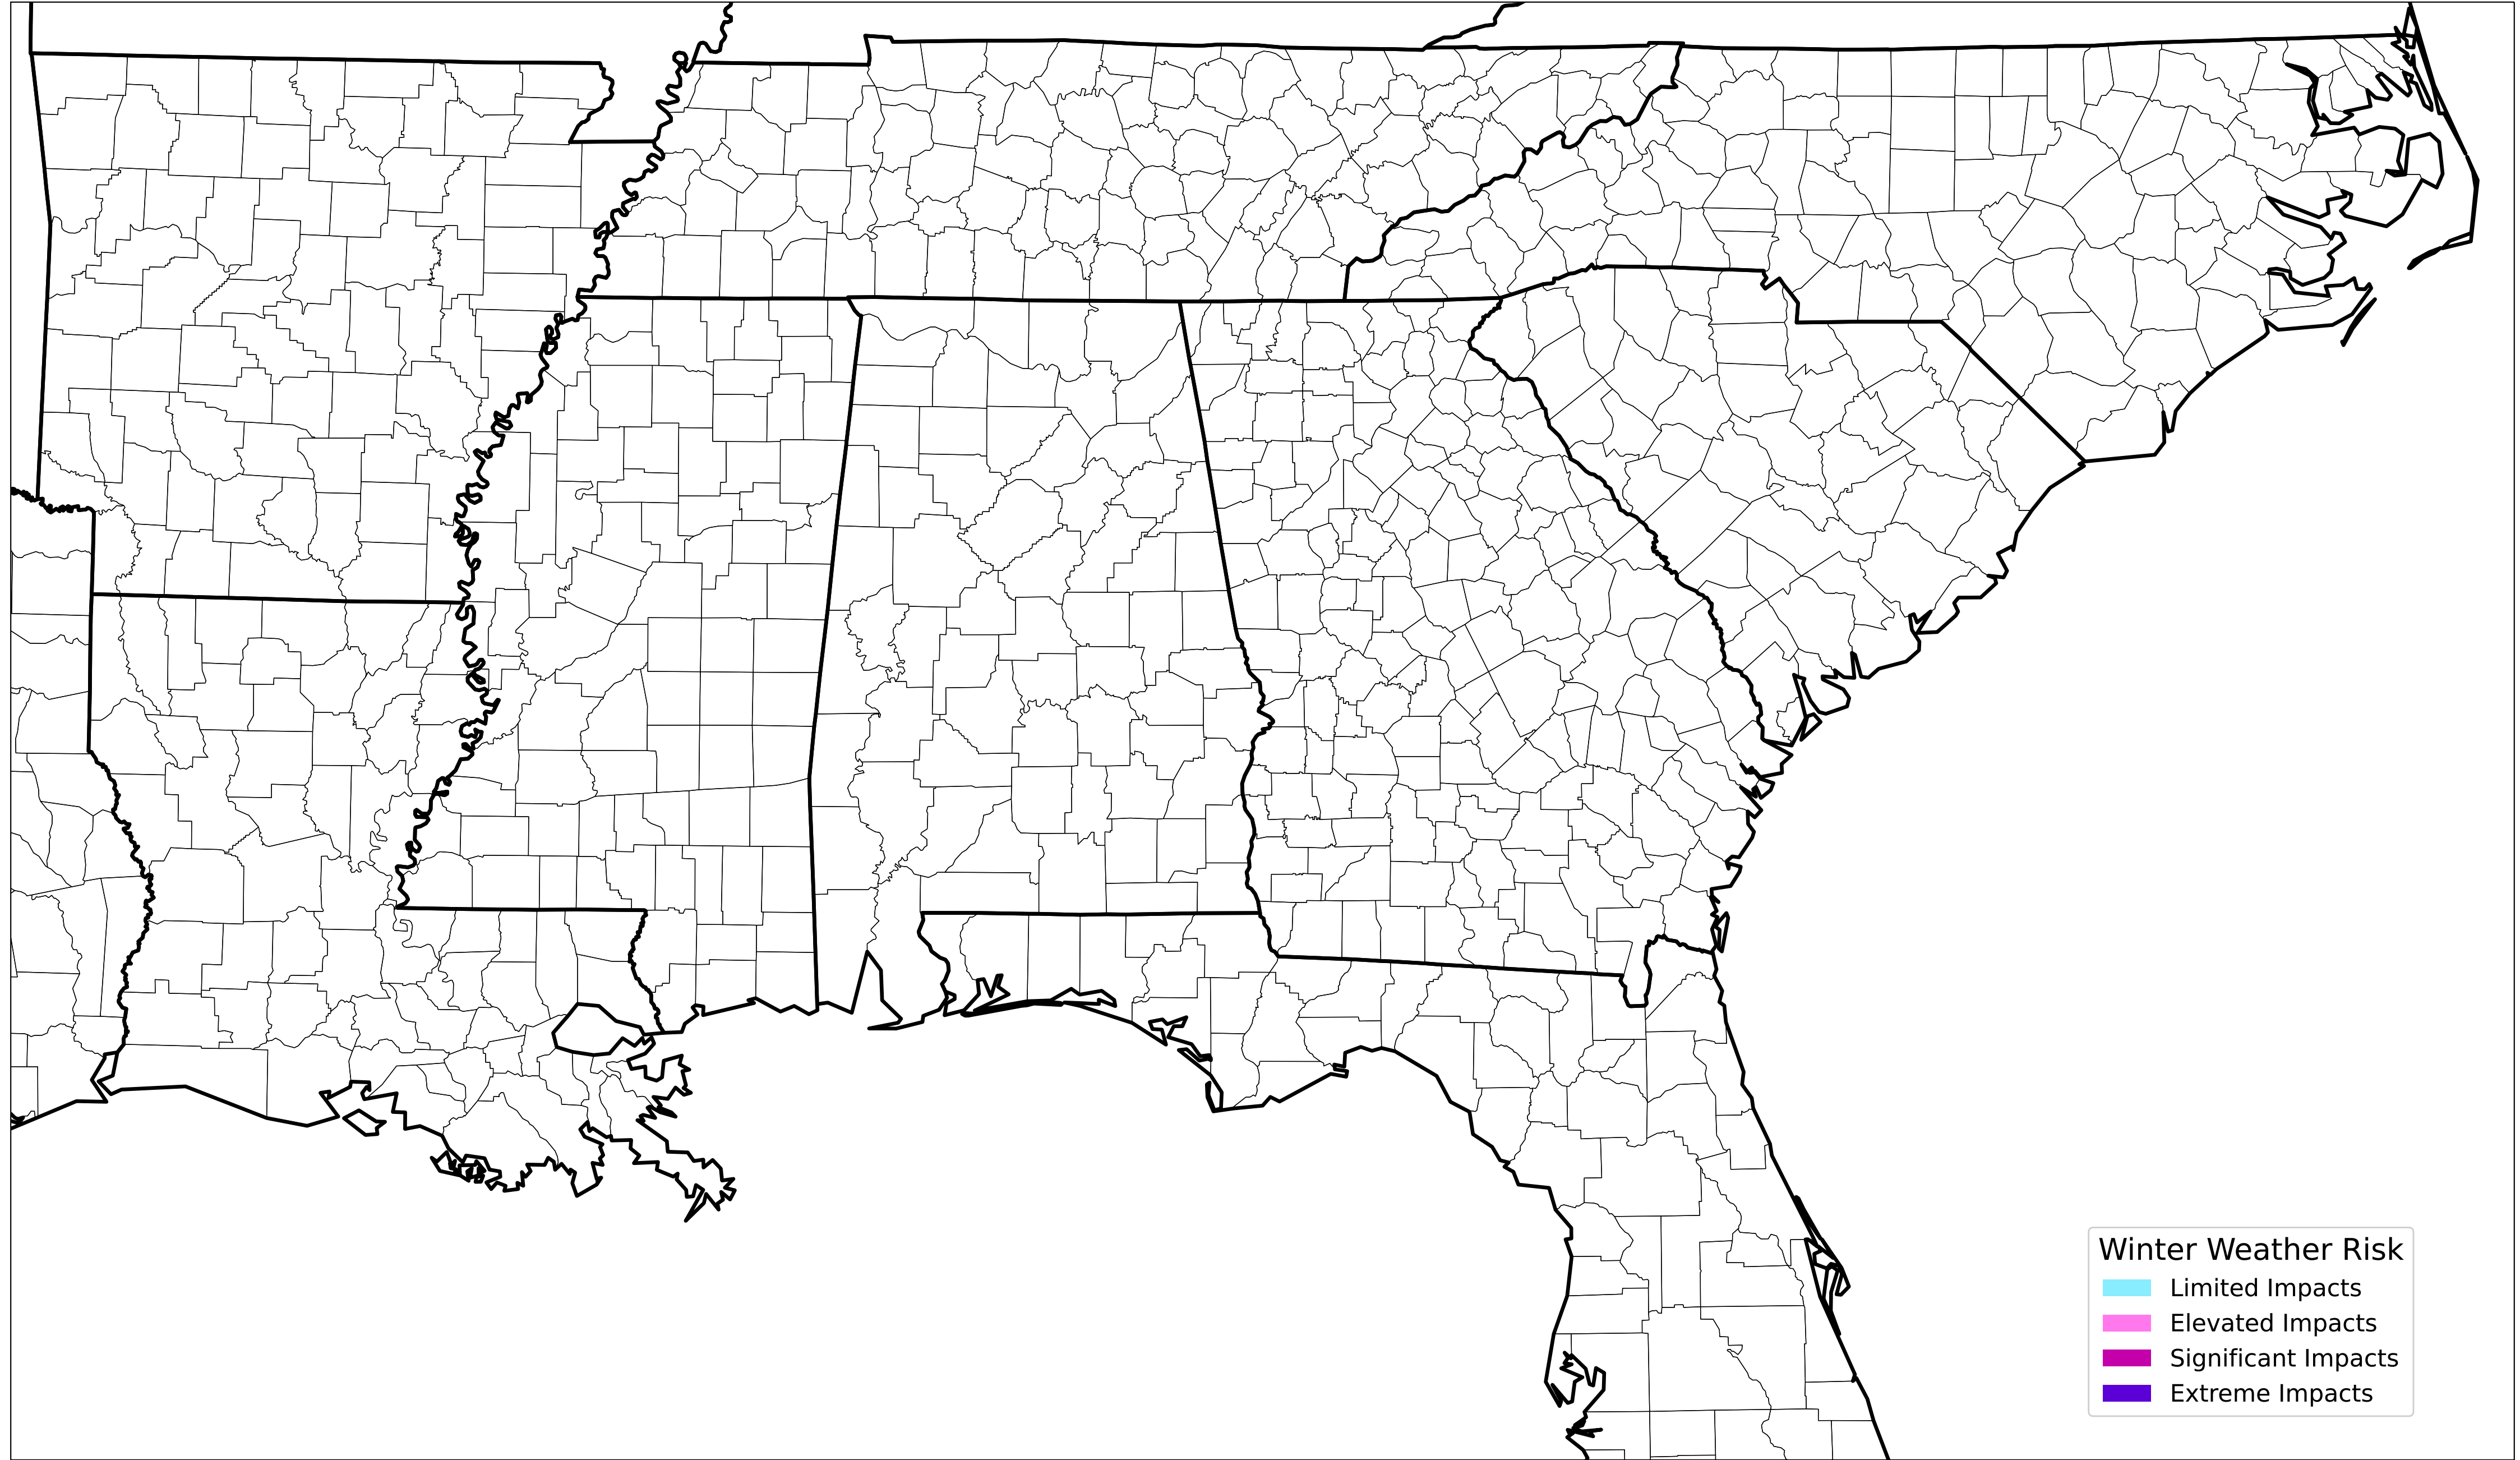 Winter Weather Risk
Limited Impacts
Elevated Impacts
Significant Impacts
Extreme Impacts